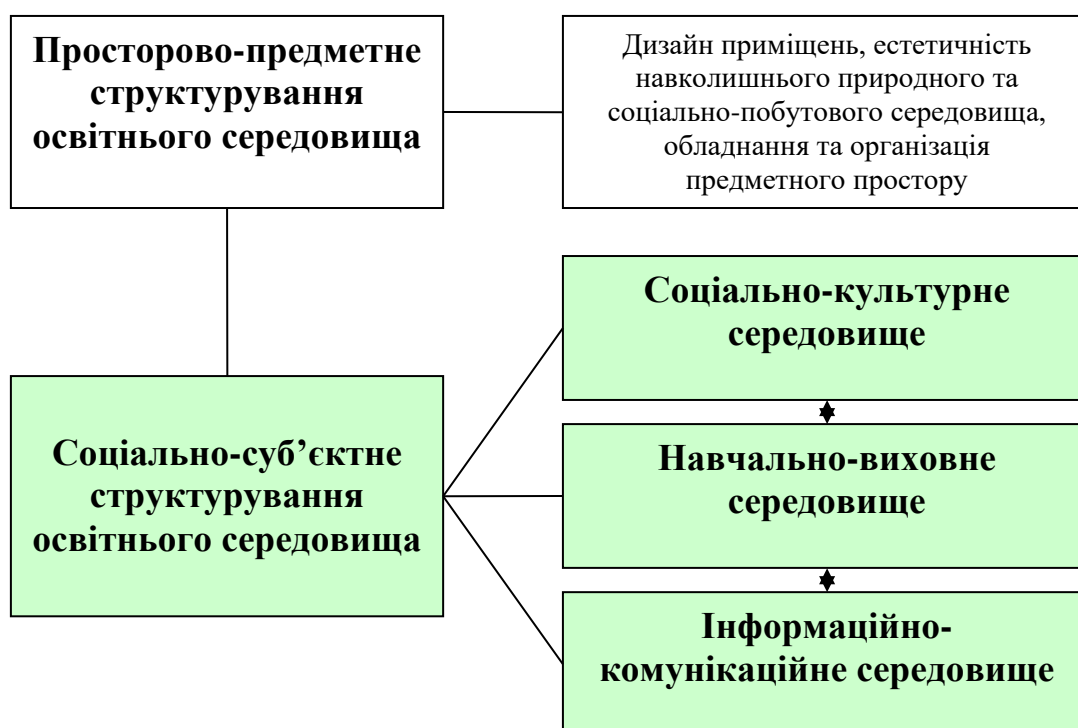 Просторово-предметне
структурування
освітнього середовища
Дизайн приміщень, естетичність
навколишнього природного та
соціально-побутового середовища,
обладнання та організація
предметного простору
Соціально-суб’єктне
структурування
освітнього середовища
Соціально-культурне
середовище
Навчально-виховне
середовище
Інформаційно-
комунікаційне середовище